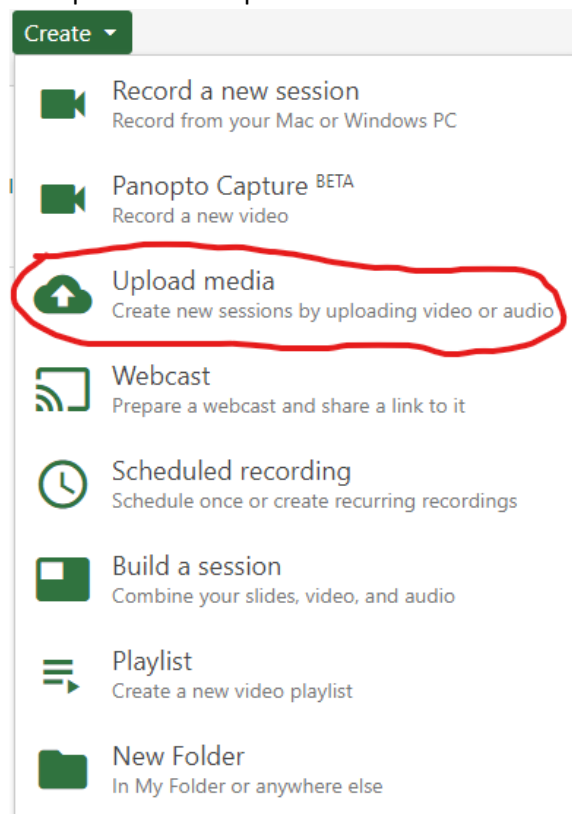 Create
Record a new session
Record from your Mac or Windows PC
Panopto Capture BETA
Record a new video
Upload media
Create new sessions by uploading video or audio
Webcast
Prepare a webcast and share a link to it
Scheduled recording
Schedule once or create recurring recordings
Build a session
Combine your slides, video, and audio
Playlist
Create a new video playlist
New Folder
In My Folder or anywhere else